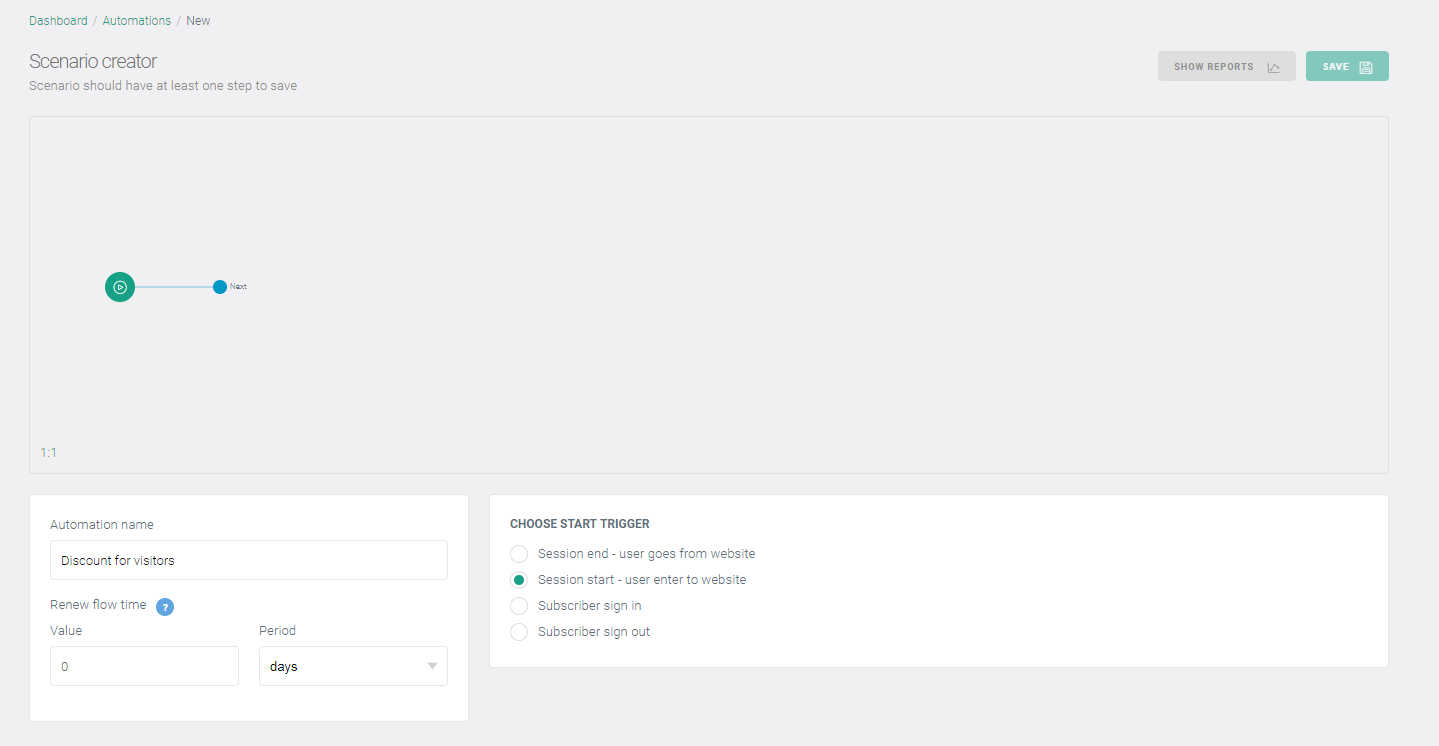 Dashboard / Automations / New
Scenario creator
Scenario should have at least one step to save
SHOW REPORTS
SAVE
Next
1:1
Automation name
Discount for visitors
Renew flow time ?
Value
Period
0
days
CHOOSE START TRIGGER
Session end - user goes from website
Session start - user enter to website
Subscriber sign in
Subscriber sign out